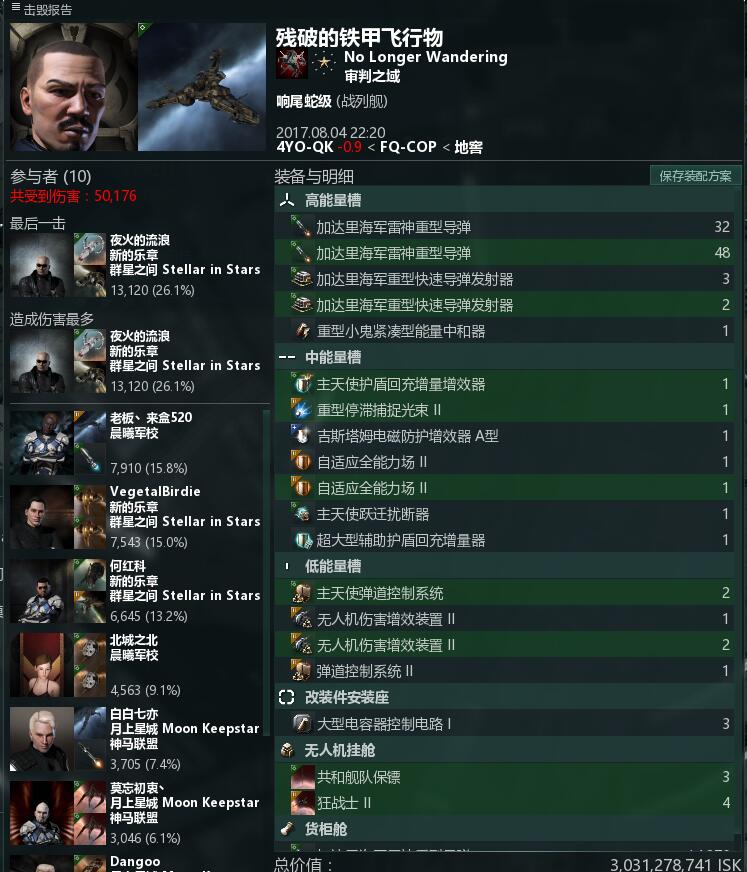 击毁报告
残破的铁甲飞行物
No Longer Wandering
审判之域
响尾蛇级 (战列舰)
2017.08.04 22:20
4YO-QK -0.9 < FQ-COP < 地窖
参与者 (10)
共受到伤害：50,176
最后一击
夜火的流浪
新的乐章
群星之间 Stellar in Stars
13,120 (26.1%)
造成伤害最多
夜火的流浪
新的乐章
群星之间 Stellar in Stars
13,120 (26.1%)
老板、来盒520
晨曦军校
7,910 (15.8%)
VegetalBirdie
新的乐章
群星之间 Stellar in Stars
7,543 (15.0%)
何红科
新的乐章
群星之间 Stellar in Stars
6,645 (13.2%)
北城之北
晨曦军校
4,563 (9.1%)
白白七亦
月上星城 Moon Keepstar
神马联盟
3,705 (7.4%)
莫忘初衷、
月上星城 Moon Keepstar
神马联盟
3,046 (6.1%)
Dangoo
装备与明细
保存装配方案
高能量槽
加达里海军雷神重型导弹 32
加达里海军雷神重型导弹 48
加达里海军重型快速导弹发射器 3
加达里海军重型快速导弹发射器 2
重型小鬼紧凑型能量中和器 1
中能量槽
主天使护盾回充增量增效器 1
重型停滞捕捉光束 II 1
吉斯塔姆电磁防护增效器 A型 1
自适应全能力场 II 1
自适应全能力场 II 1
主天使跃迁扰断器 1
超大型辅助护盾回充增量器 1
低能量槽
主天使弹道控制系统 2
无人机伤害增效装置 II 1
无人机伤害增效装置 II 2
弹道控制系统 II 1
改装件安装座
大型电容器控制电路 I 3
无人机挂舱
共和舰队保镖 3
狂战士 II 4
货柜舱
总价值： 3,031,278,741 ISK